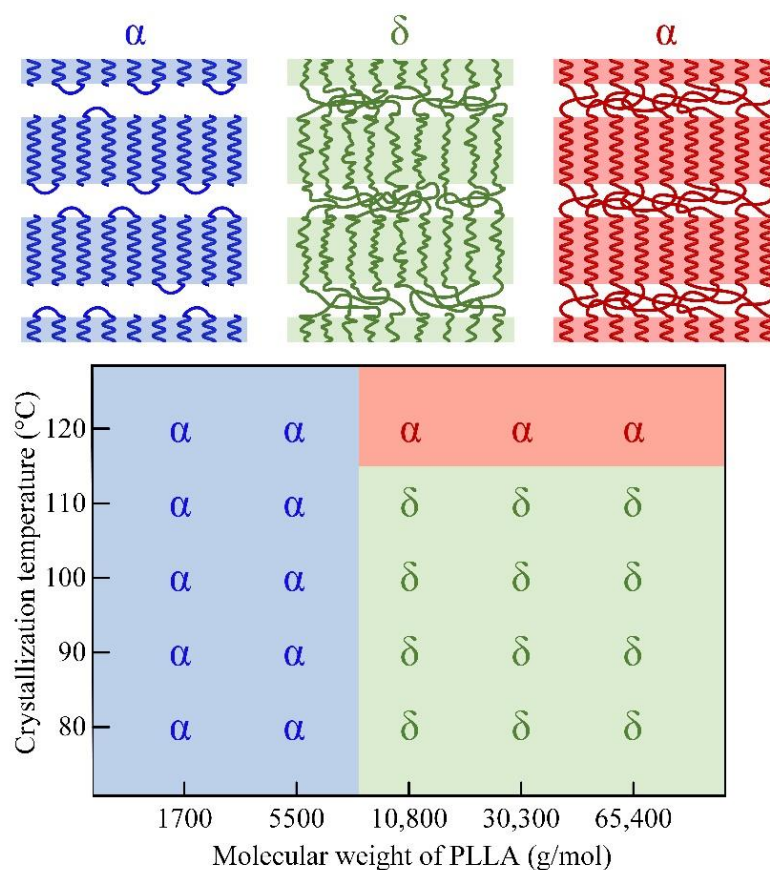 α δ α
Crystallization temperature (°C)
120 α α α α α
110 α α δ δ δ
100 α α δ δ δ
90 α α δ δ δ
80 α α δ δ δ
1700 5500 10,800 30,300 65,400
Molecular weight of PLLA (g/mol)